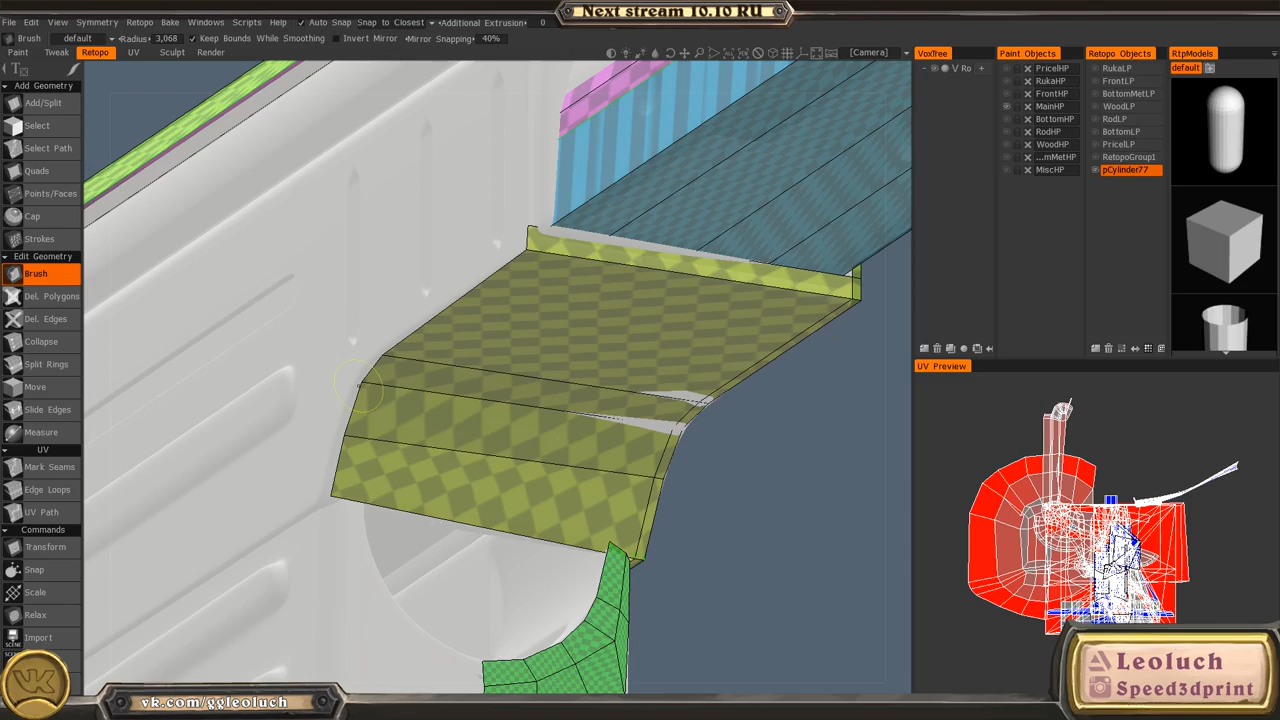 Next stream 10.10 RU
File Edit View Symmetry Retopo Bake Windows Scripts Help Auto Snap Snap to Closest Additional Extrusion 0
Brush default Radius 3,068 Keep Bounds While Smoothing Invert Mirror Mirror Snapping 40%
Paint Tweak Retopo UV Sculpt Render [Camera]
Add Geometry
Add/Split
Select
Select Path
Quads
Points/Faces
Cap
Strokes
Edit Geometry
Brush
Del. Polygons
Del. Edges
Collapse
Split Rings
Move
Slide Edges
Measure
UV
Mark Seams
Edge Loops
UV Path
Commands
Transform
Snap
Scale
Relax
Import
VoxTree
V Ro +
Paint Objects
PricelHP
RukaHP
FrontHP
MainHP
BottomHP
RodHP
WoodHP
...mMetHP
MiscHP
Retopo Objects
RukaLP
FrontLP
BottomMetLP
WoodLP
RodLP
BottomLP
PricelLP
RetopoGroup1
pCylinder77
RtpModels
default
UV Preview
vk.com/ggleoluch
Leoluch
Speed3dprint